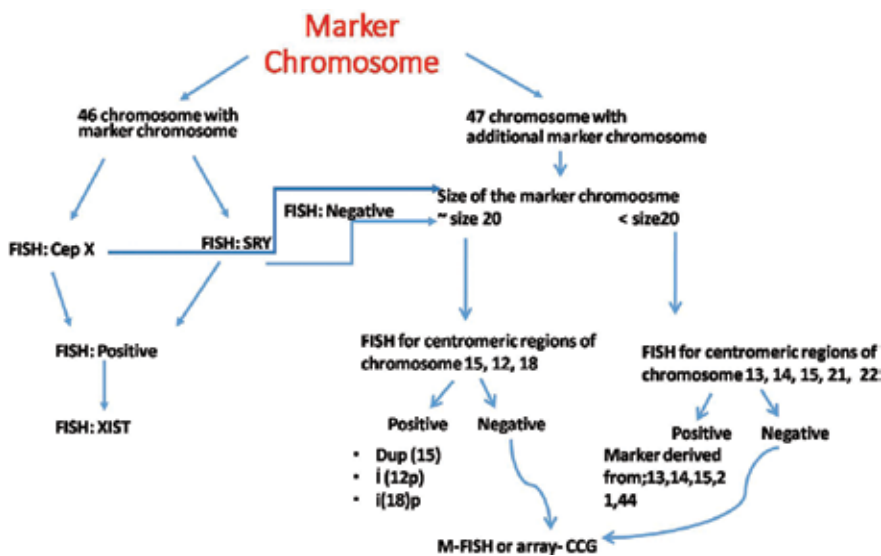 Marker
Chromosome
46 chromosome with
marker chromosome
47 chromosome with
additional marker chromosome
Size of the marker chromoosme
~ size 20
< size20
FISH: Negative
FISH: Cep X
FISH: SRY
FISH: Positive
FISH: XIST
FISH for centromeric regions of
chromosome 15, 12, 18
Positive
Negative
• Dup (15)
• İ (12p)
• i(18)p
FISH for centromeric regions of
chromosome 13, 14, 15, 21, 22:
Positive
Negative
Marker derived
from;13,14,15,2
1,44
M-FISH or array- CCG